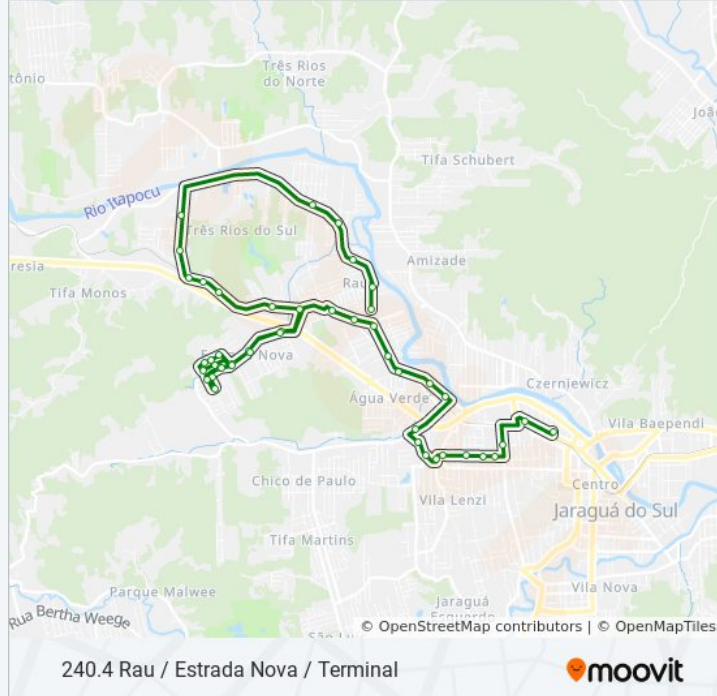 Três Rios
do Norte
tônio
João
Tifa Schubert
Rio Itapocu
Três Rios do Sul
Amizade
resia
Tifa Monos
Rau
Nova
Czerniewicz
Água Verde
Vila Baependi
Chico de Paulo
Centro
Vila Lenzi
Jaraguá do Sul
Tifa Martins
Parque Malwee
Vila Nova
Jaraguá
Rua Bertha Weege
© OpenStreetMap contributors | © OpenMapTiles
240.4 Rau / Estrada Nova / Terminal
moovit